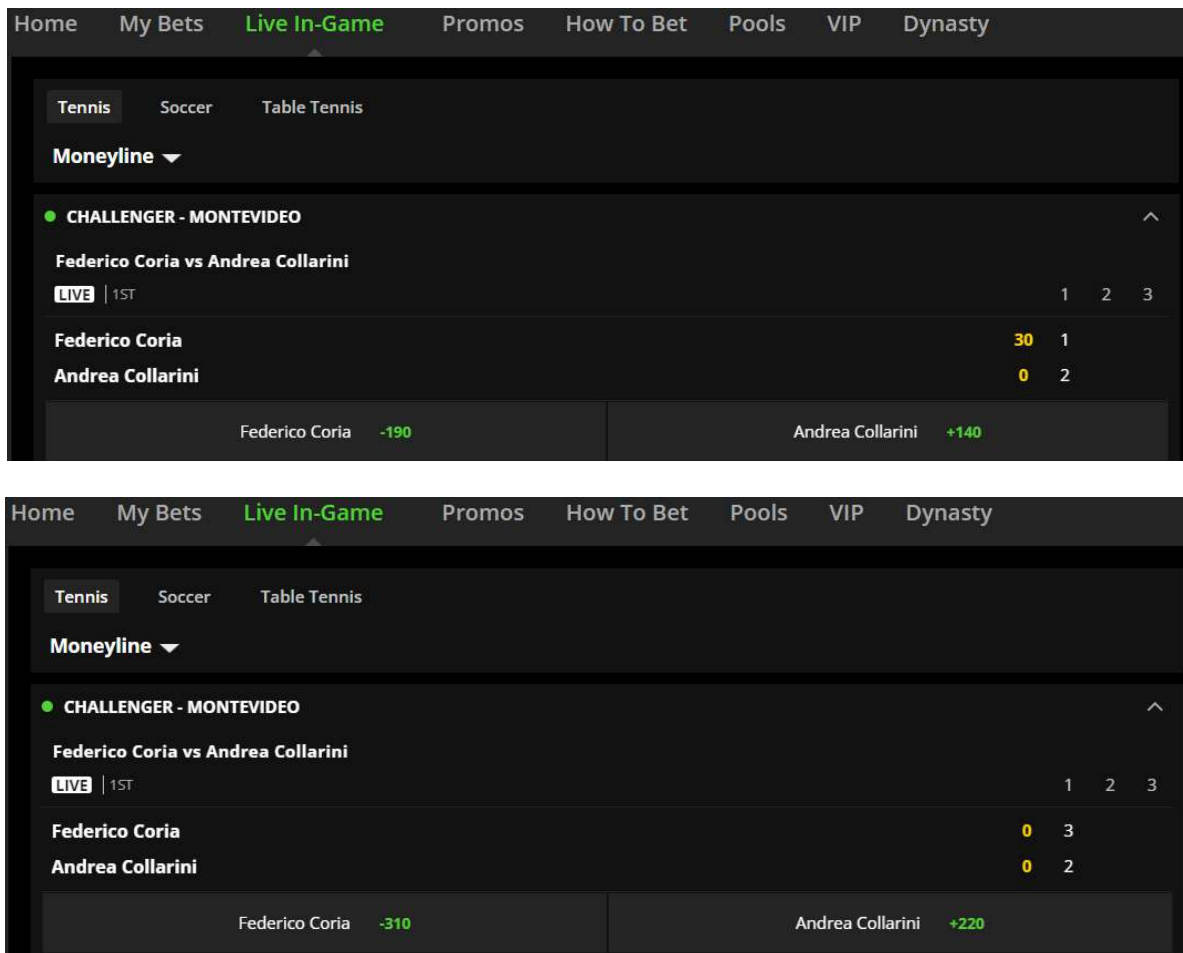 Home My Bets Live In-Game Promos How To Bet Pools VIP Dynasty
Tennis Soccer Table Tennis
Moneyline
CHALLENGER - MONTEVIDEO
Federico Coria vs Andrea Collarini
LIVE | 1ST 1 2 3
Federico Coria 30 1
Andrea Collarini 0 2
Federico Coria -190 Andrea Collarini +140
Home My Bets Live In-Game Promos How To Bet Pools VIP Dynasty
Tennis Soccer Table Tennis
Moneyline
CHALLENGER - MONTEVIDEO
Federico Coria vs Andrea Collarini
LIVE | 1ST 1 2 3
Federico Coria 0 3
Andrea Collarini 0 2
Federico Coria -310 Andrea Collarini +220